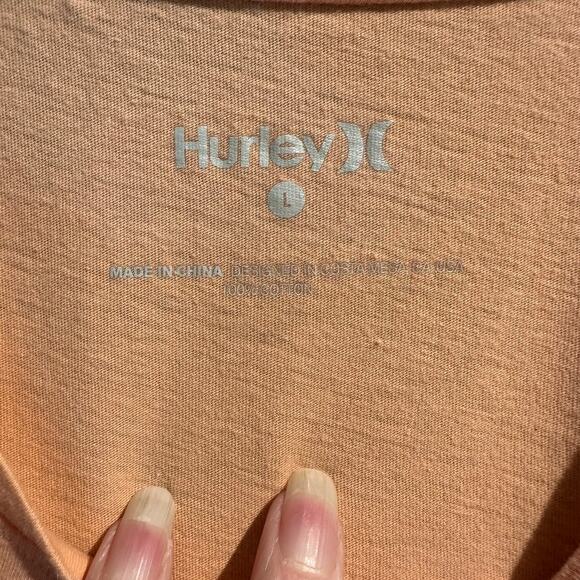 Hurley
L
MADE IN CHINA DESIGNED IN COSTA MESA, CA, USA
100% COTTON